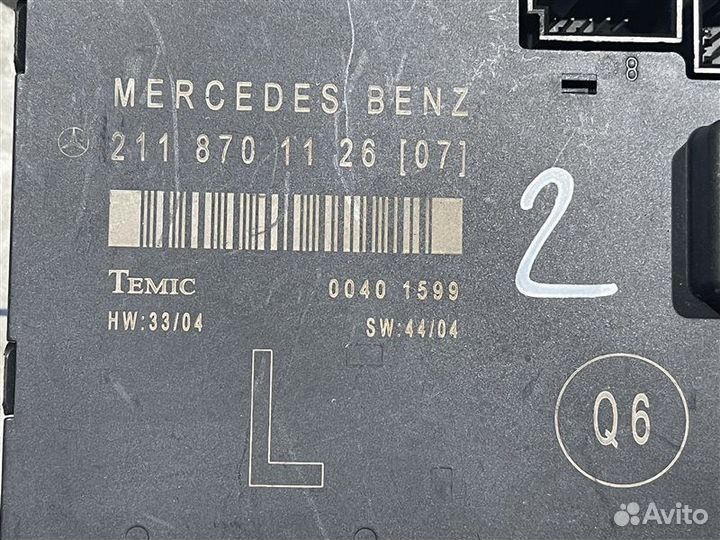 8
MERCEDES BENZ
211 870 11 26 [07]
2
TEMIC 0040 1599
HW:33/04 SW:44/04
L
Q6
Avito